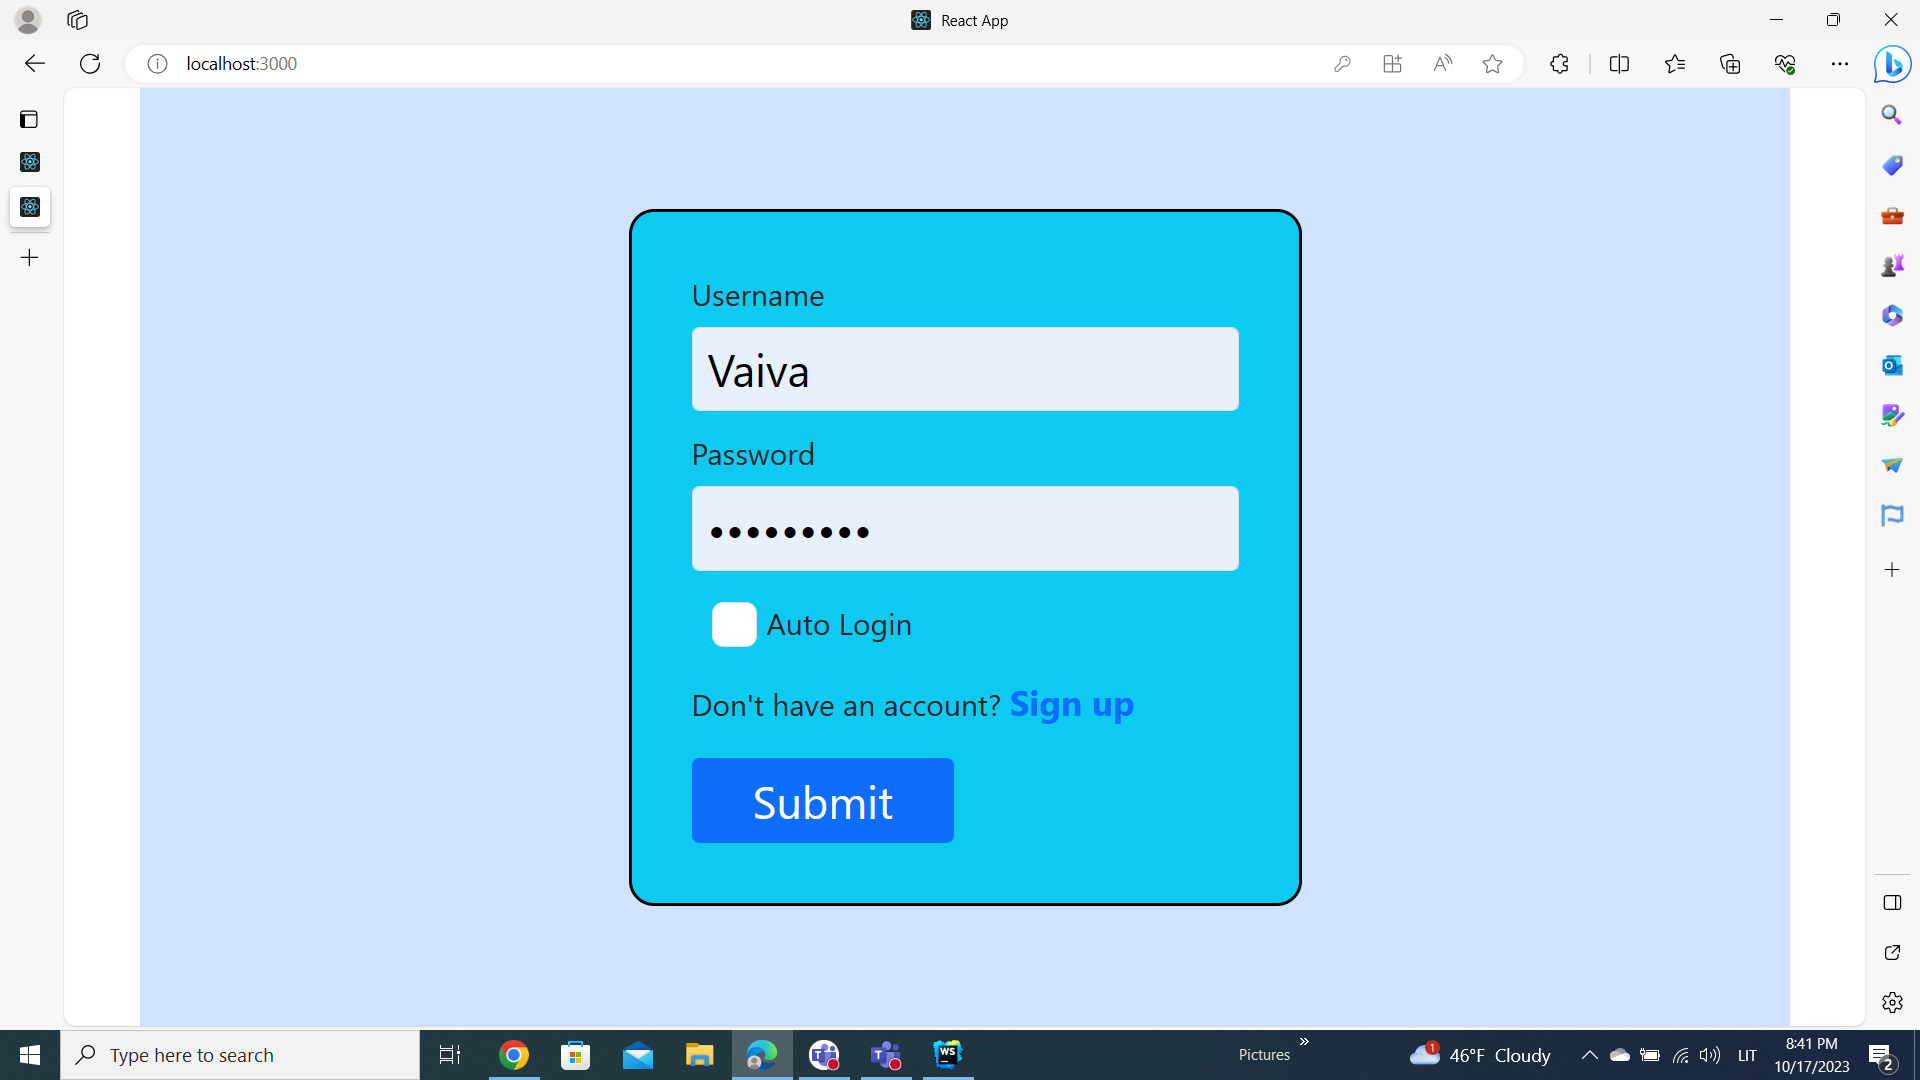 React App
localhost:3000
Username
Vaiva
Password
•••••••••
Auto Login
Don't have an account? Sign up
Submit
Type here to search
WS
Pictures
»
1
46°F Cloudy
LIT
8:41 PM
10/17/2023
2